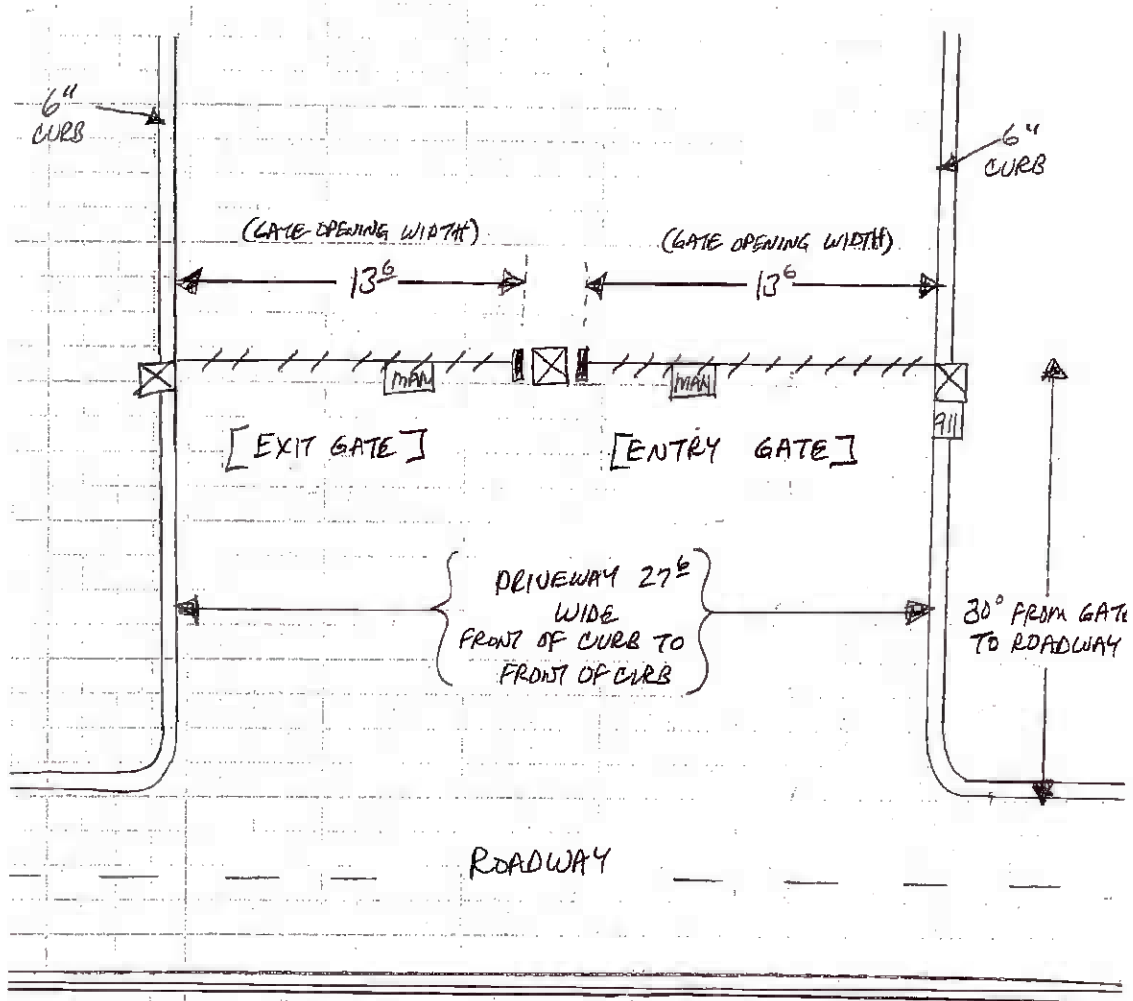 6"
CURB
6"
CURB
(GATE OPENING WIDTH)
(GATE OPENING WIDTH)
13⁶
13⁶
MAN
MAN
911
[EXIT GATE]
[ENTRY GATE]
DRIVEWAY 27⁶
WIDE
FRONT OF CURB TO
FRONT OF CURB
30⁰ FROM GATE
TO ROADWAY
ROADWAY